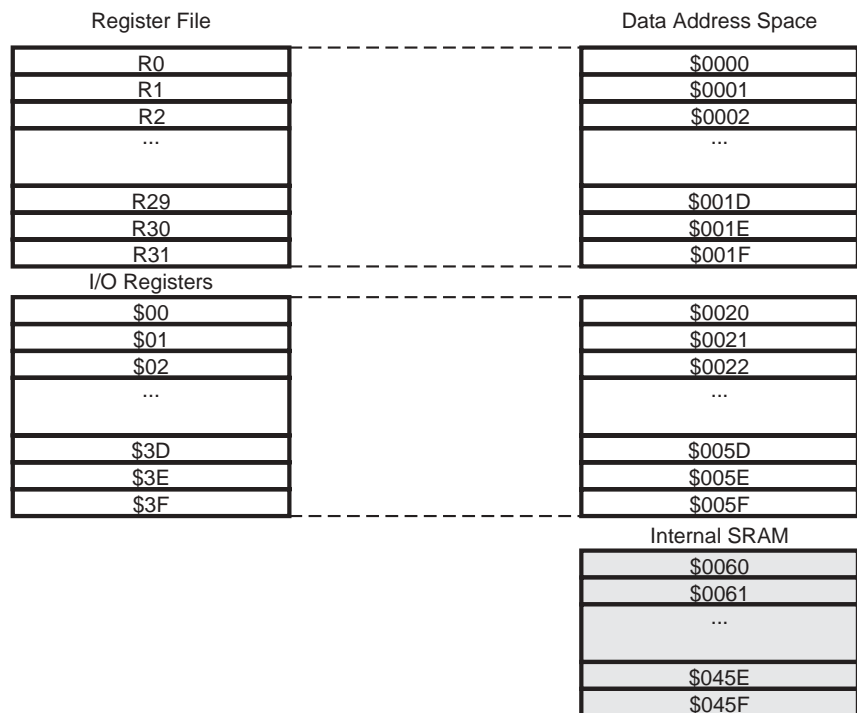 Register File Data Address Space
R0 $0000
R1 $0001
R2 $0002
... ...
R29 $001D
R30 $001E
R31 $001F
I/O Registers
$00 $0020
$01 $0021
$02 $0022
... ...
$3D $005D
$3E $005E
$3F $005F
Internal SRAM
$0060
$0061
...
$045E
$045F